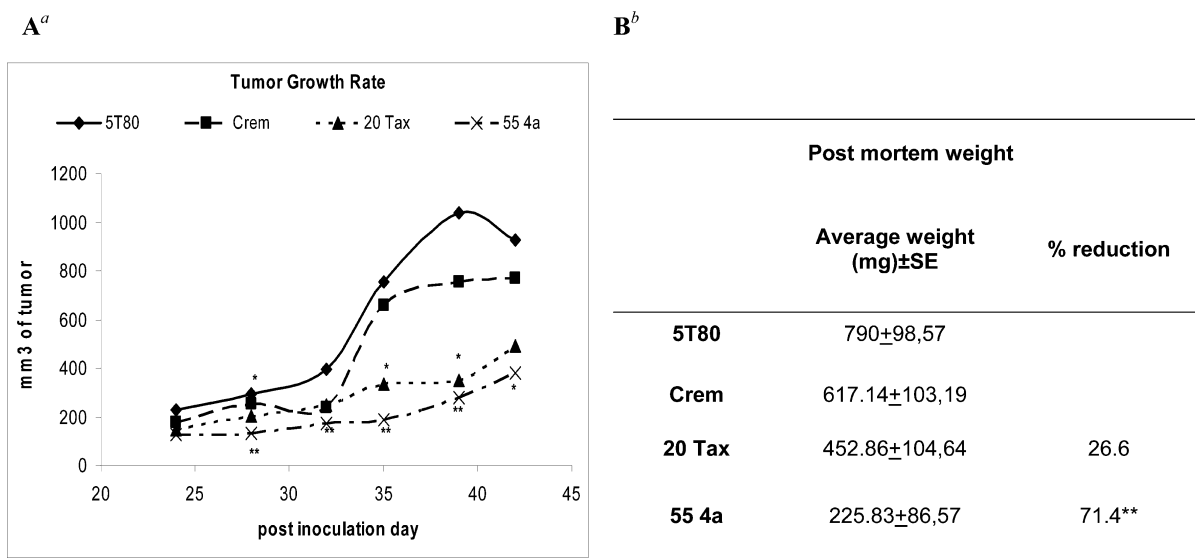 A^a
B^b
Tumor Growth Rate
5T80 Crem 20 Tax 55 4a
mm3 of tumor
1200
1000
800
600
400
200
0
* * *
** ** ** ** *
20 25 30 35 40 45
post inoculation day
Post mortem weight
Average weight
(mg)±SE % reduction
5T80 790±98,57
Crem 617.14±103,19
20 Tax 452.86±104,64 26.6
55 4a 225.83±86,57 71.4**